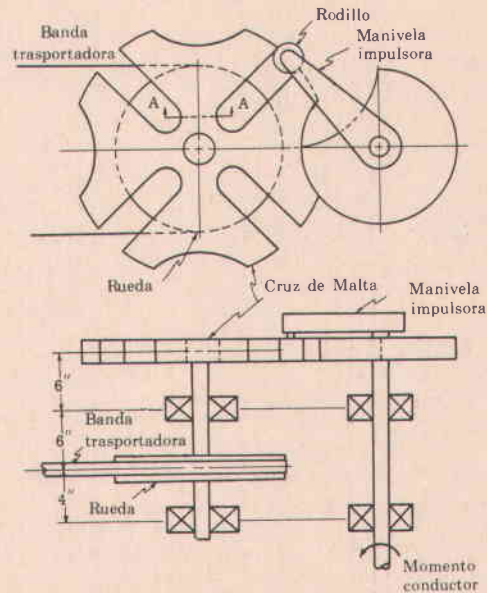 Rodillo
Banda
trasportadora
Manivela
impulsora
A
A
Rueda
Cruz de Malta
Manivela
impulsora
6"
6"
Banda
trasportadora
4"
Rueda
Momento
conductor